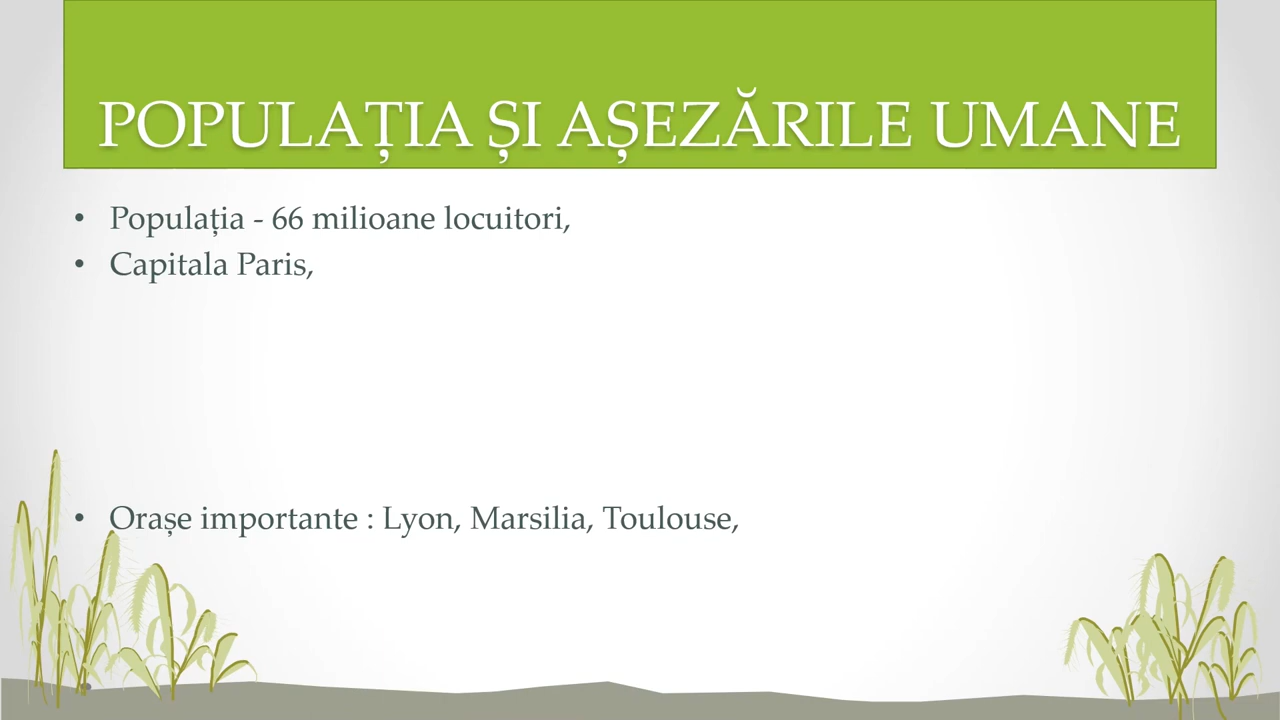 POPULAȚIA ȘI AȘEZĂRILE UMANE
• Populația - 66 milioane locuitori,
• Capitala Paris,
• Orașe importante : Lyon, Marsilia, Toulouse,